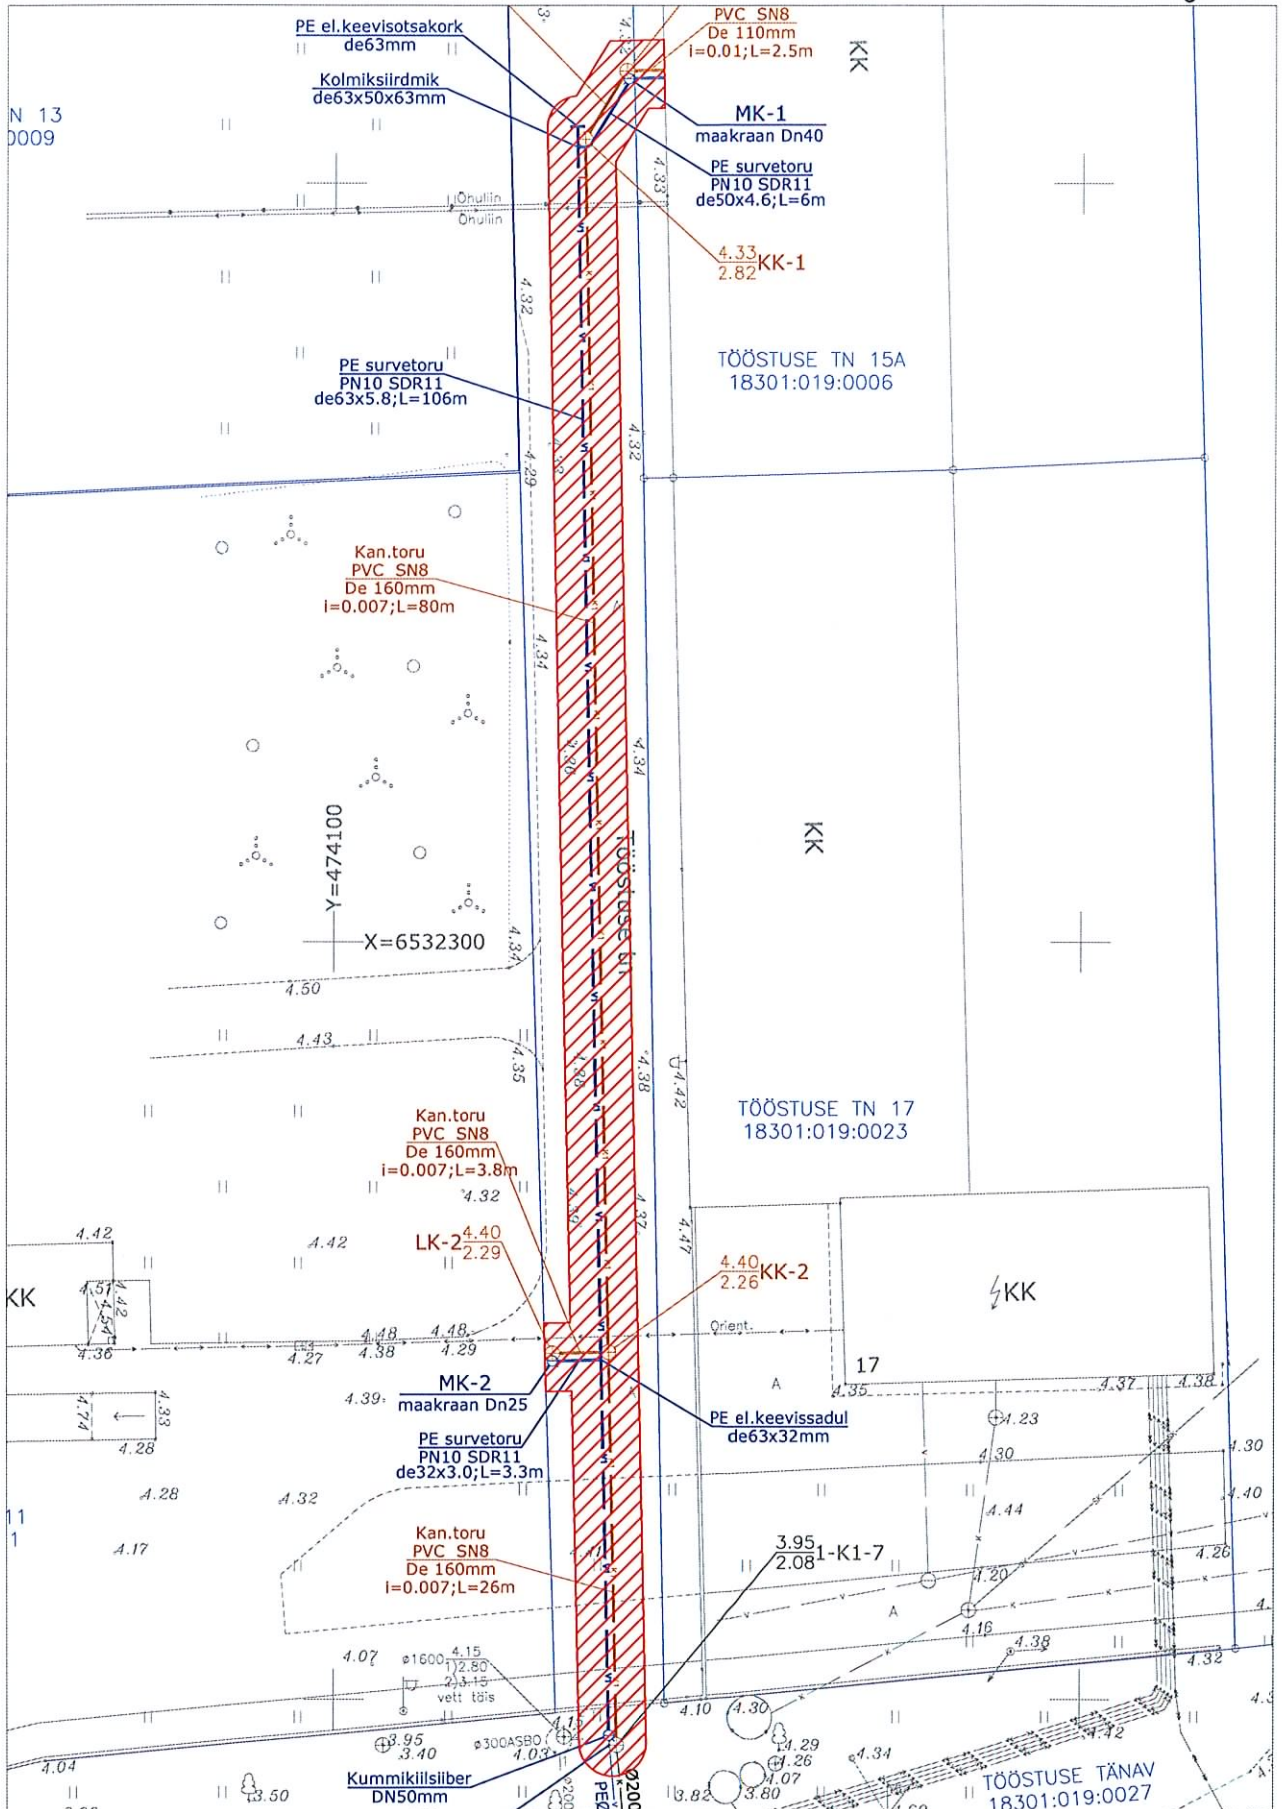 PE el.keevisotsakork
de63mm
Kolmiksiirdmik
de63x50x63mm
PVC SN8
De 110mm
i=0.01;L=2.5m
KK
MK-1
maakraan Dn40
PE survetoru
PN10 SDR11
de50x4.6;L=6m
N 13
0009
4.33
Õhuliin
Õhuliin
4.33
2.82
KK-1
4.32
TÖÖSTUSE TN 15A
18301:019:0006
PE survetoru
PN10 SDR11
de63x5.8;L=106m
4.32
4.29
Kan.toru
PVC SN8
De 160mm
i=0.007;L=80m
4.34
4.34
Y=474100
X=6532300
KK
Tööstuse tn
4.34
4.50
4.43
4.35
4.38
4.42
TÖÖSTUSE TN 17
18301:019:0023
Kan.toru
PVC SN8
De 160mm
i=0.007;L=3.8m
4.32
4.37
4.47
4.42
4.42
LK-2
4.40
2.29
4.40
2.26
KK-2
KK
4.51
4.42
4.54
KK
Orient.
4.36
4.27
4.48
4.38
4.48
4.29
17
4.39
MK-2
maakraan Dn25
A
4.35
4.37
4.38
4.74
4.33
4.28
PE el.keevissadul
de63x32mm
4.23
PE survetoru
PN10 SDR11
de32x3.0;L=3.3m
4.30
4.30
4.28
4.32
4.44
4.40
11
1
4.17
Kan.toru
PVC SN8
De 160mm
i=0.007;L=26m
3.95
2.08
1-K1-7
4.26
4.20
A
4.16
4.38
4.32
4.07
ø1600
4.15
1)2.80
2)3.15
vett täis
4.10
4.30
4.42
3.95
3.40
ø300ASBO
4.03
4.29
4.26
4.07
4.34
4.04
Kummikiilsiiber
DN50mm
3.50
3.82
3.80
TÖÖSTUSE TÄNAV
18301:019:0027